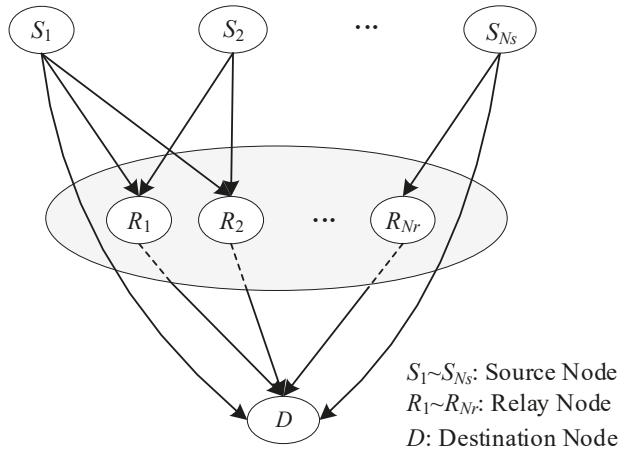 S1 S2 ... SNs
R1 R2 ... RNr
D
S1~SNs: Source Node
R1~RNr: Relay Node
D: Destination Node